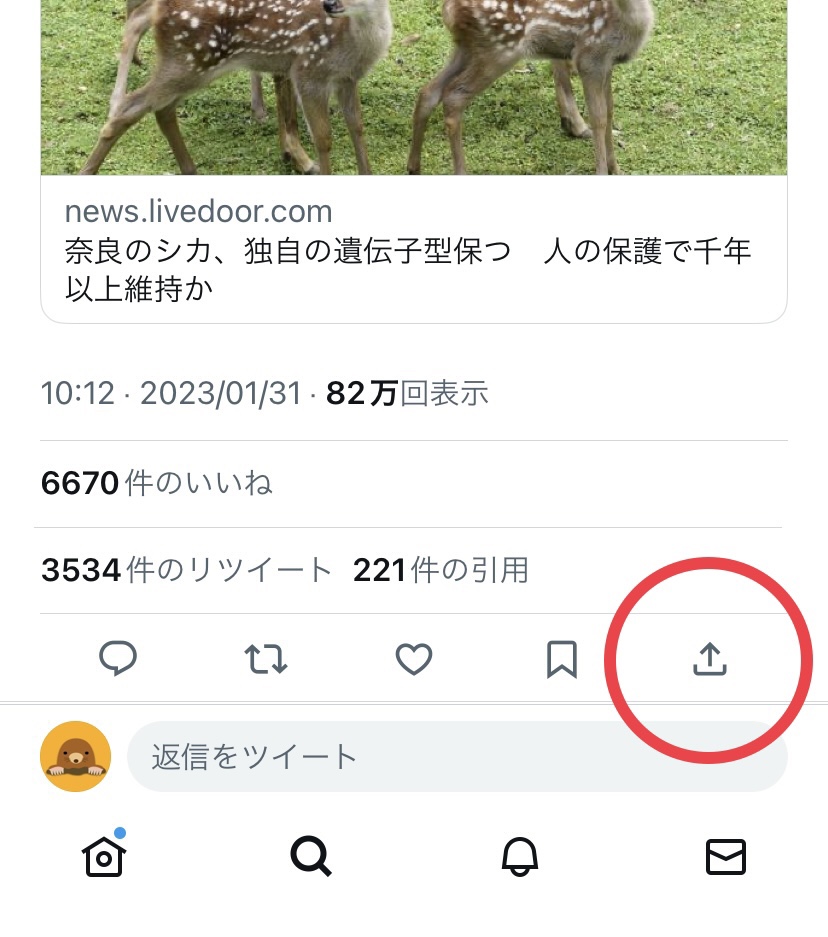 news.livedoor.com
奈良のシカ、独自の遺伝子型保つ　人の保護で千年
以上維持か
10:12 · 2023/01/31 · 82万回表示
6670件のいいね
3534件のリツイート 221件の引用
返信をツイート